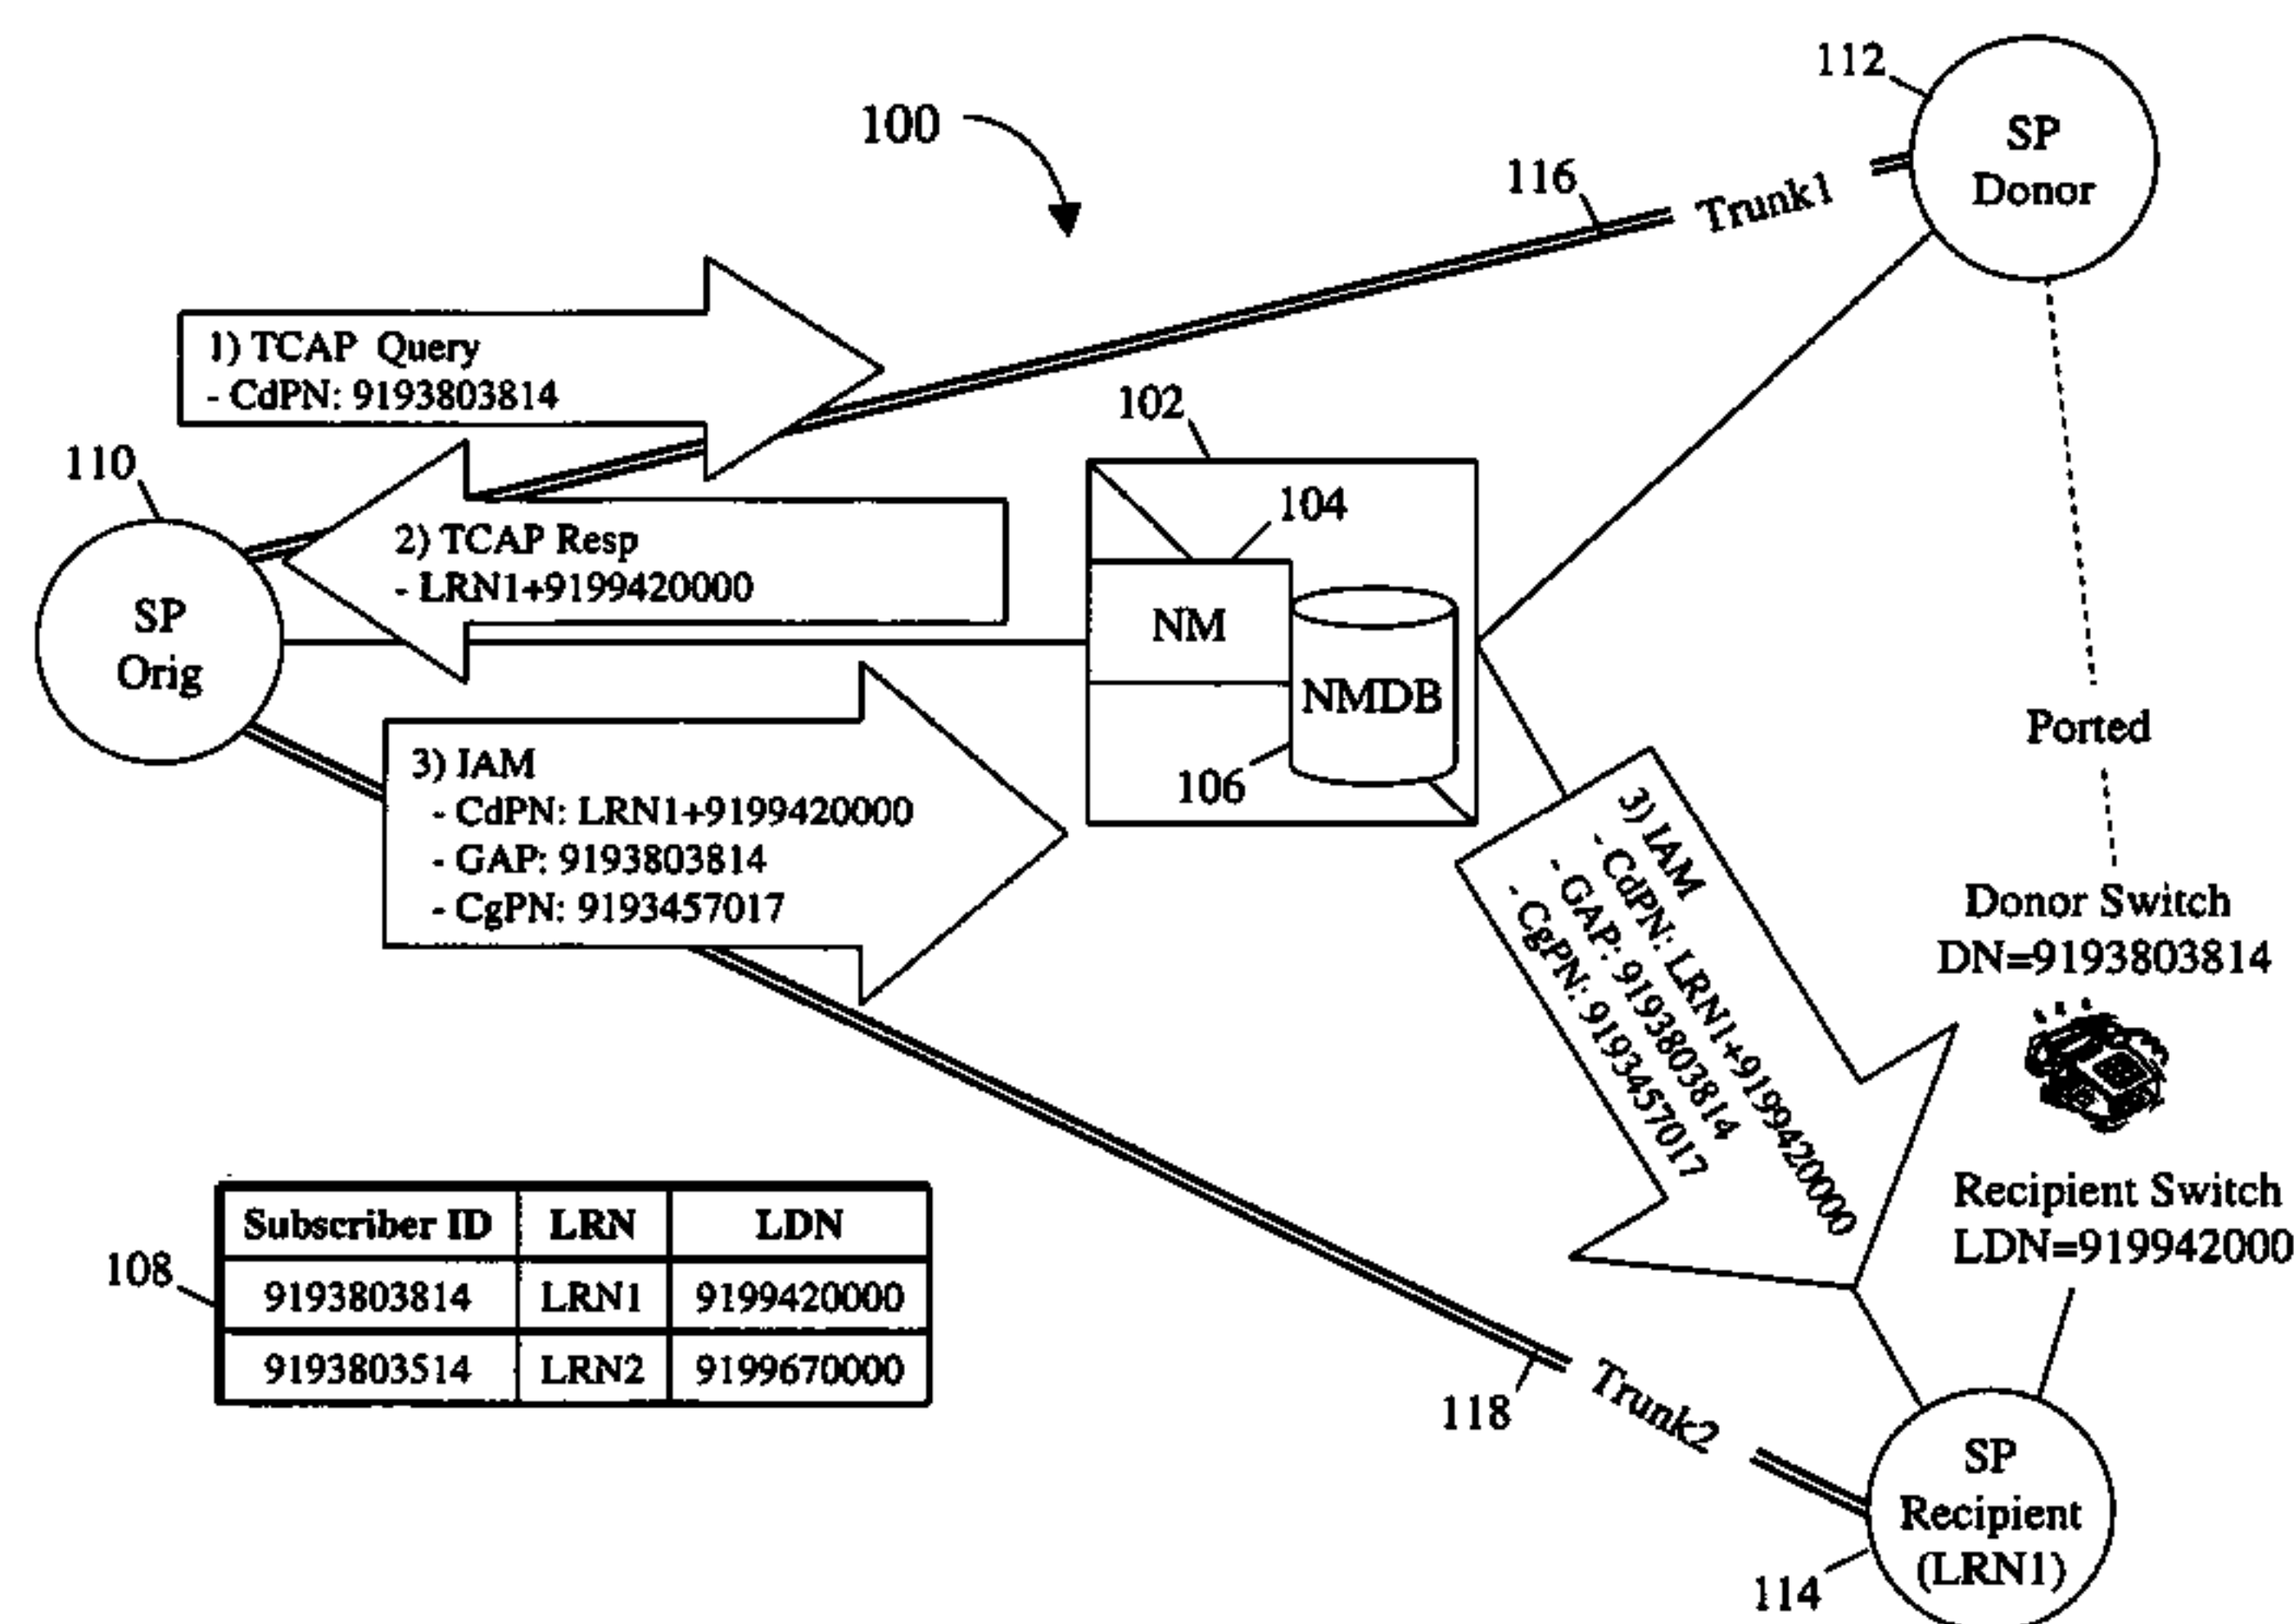 100
112
SP
Donor
116
Trunk1
1) TCAP Query
- CdPN: 9193803814
102
110
104
2) TCAP Resp
- LRN1+9199420000
SP
Orig
NM
NMDB
106
Ported
3) IAM
- CdPN: LRN1+9199420000
- GAP: 9193803814
- CgPN: 9193457017
3) IAM
- CdPN: LRN1+9199420000
- GAP: 9193803814
- CgPN: 9193457017
Donor Switch
DN=9193803814
Recipient Switch
LDN=919942000
108
Subscriber ID LRN LDN
9193803814 LRN1 9199420000
9193803514 LRN2 9199670000
118
Trunk2
SP
Recipient
(LRN1)
114